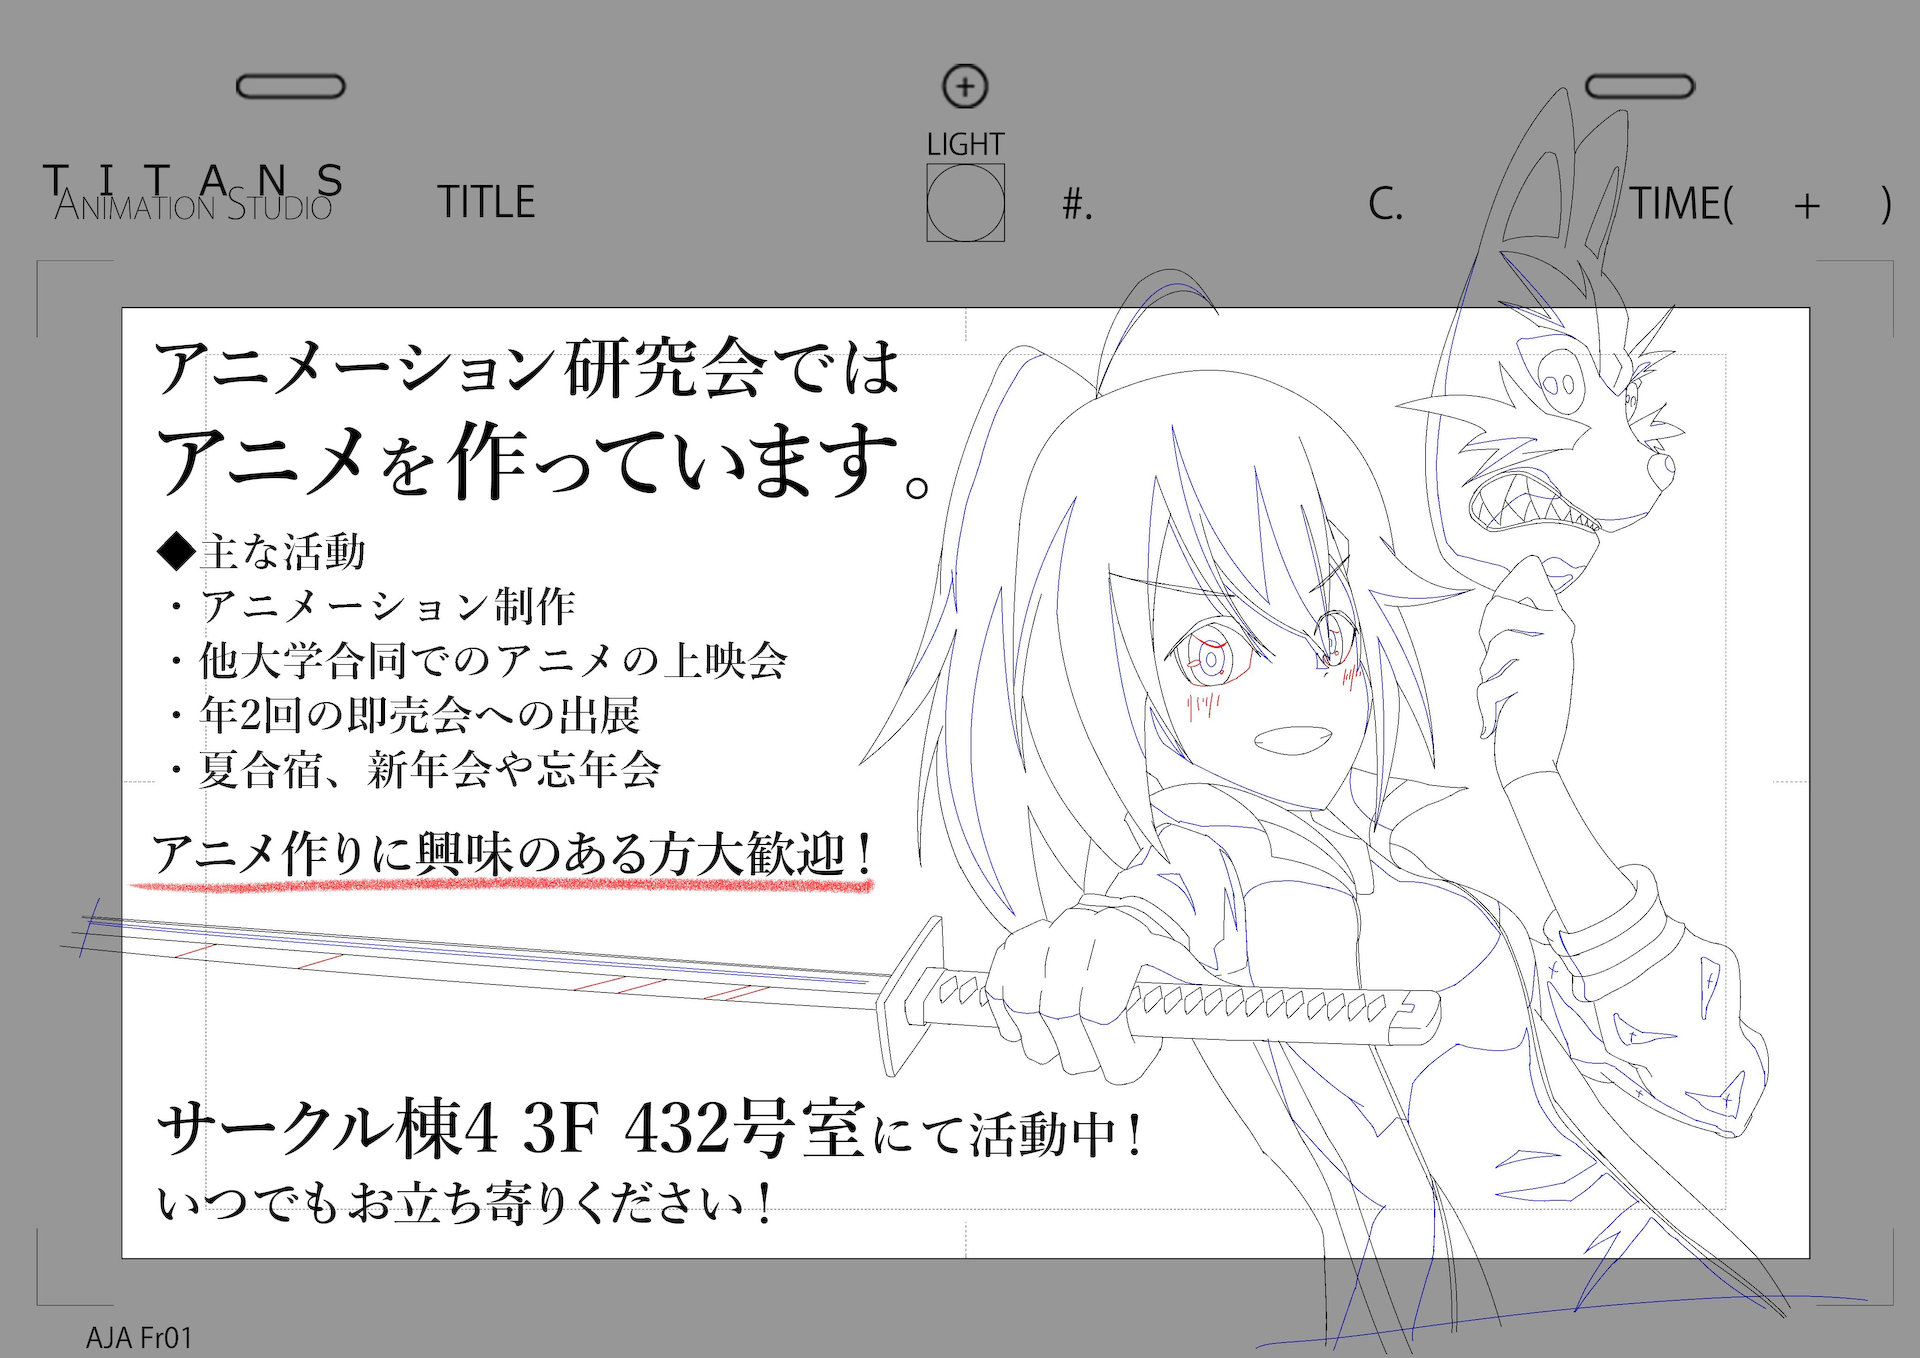 LIGHT
TITANS
ANIMATION STUDIO
TITLE
#.
C.
TIME( + )
アニメーション研究会では
アニメを作っています。
◆主な活動
・アニメーション制作
・他大学合同でのアニメの上映会
・年2回の即売会への出展
・夏合宿、新年会や忘年会
アニメ作りに興味のある方大歓迎！
サークル棟4 3F 432号室にて活動中！
いつでもお立ち寄りください！
AJA Fr01